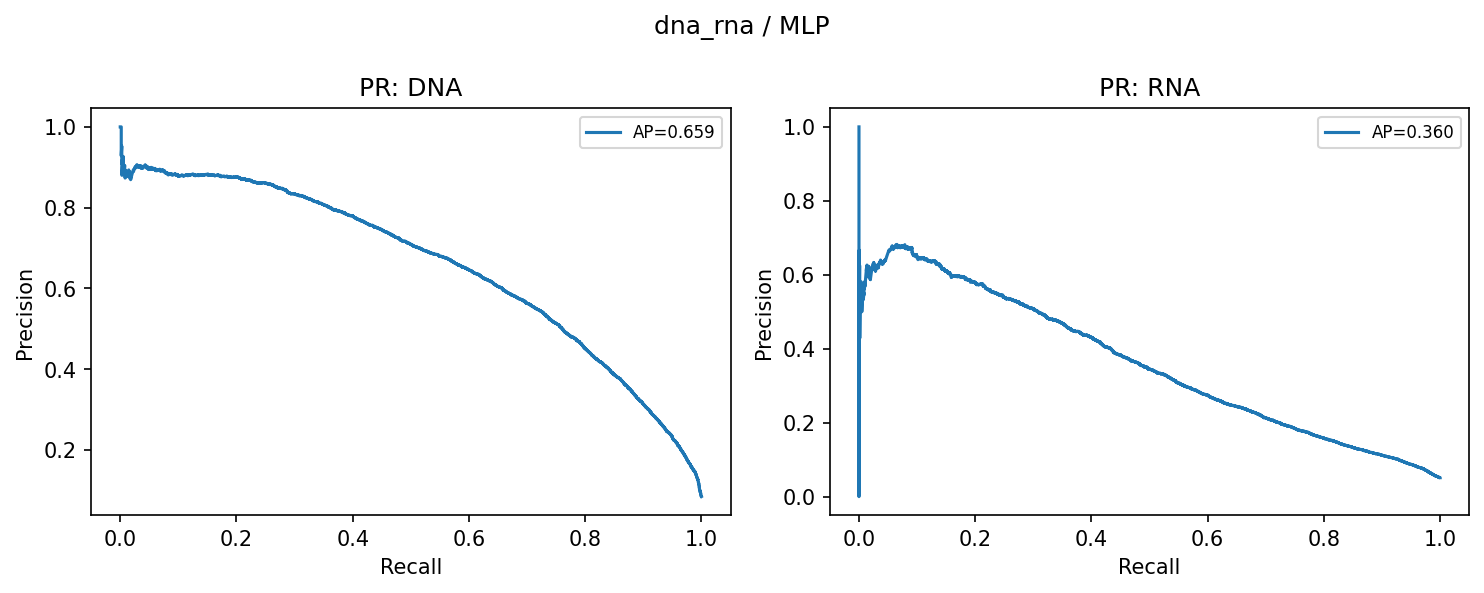 dna_rna / MLP
PR: DNA
1.0
0.8
0.6
0.4
0.2
Precision
0.0 0.2 0.4 0.6 0.8 1.0
Recall
AP=0.659
PR: RNA
1.0
0.8
0.6
0.4
0.2
0.0
Precision
0.0 0.2 0.4 0.6 0.8 1.0
Recall
AP=0.360